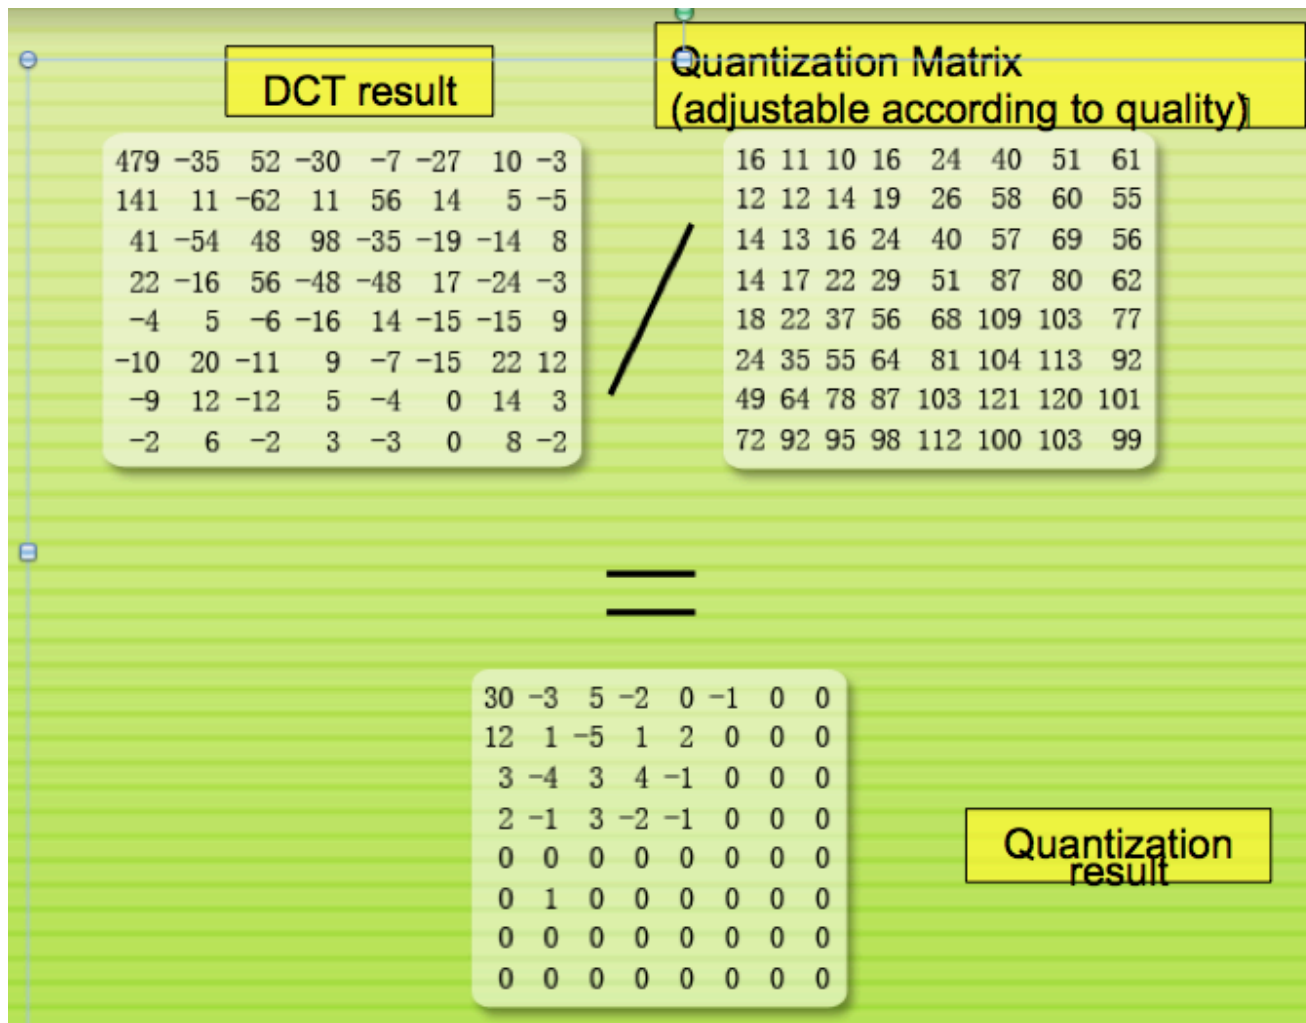 DCT result
Quantization Matrix
(adjustable according to quality)
479 -35 52 -30 -7 -27 10 -3
141 11 -62 11 56 14 5 -5
41 -54 48 98 -35 -19 -14 8
22 -16 56 -48 -48 17 -24 -3
-4 5 -6 -16 14 -15 -15 9
-10 20 -11 9 -7 -15 22 12
-9 12 -12 5 -4 0 14 3
-2 6 -2 3 -3 0 8 -2
/
16 11 10 16 24 40 51 61
12 12 14 19 26 58 60 55
14 13 16 24 40 57 69 56
14 17 22 29 51 87 80 62
18 22 37 56 68 109 103 77
24 35 55 64 81 104 113 92
49 64 78 87 103 121 120 101
72 92 95 98 112 100 103 99
=
30 -3 5 -2 0 -1 0 0
12 1 -5 1 2 0 0 0
3 -4 3 4 -1 0 0 0
2 -1 3 -2 -1 0 0 0
0 0 0 0 0 0 0 0
0 1 0 0 0 0 0 0
0 0 0 0 0 0 0 0
0 0 0 0 0 0 0 0
Quantization
result